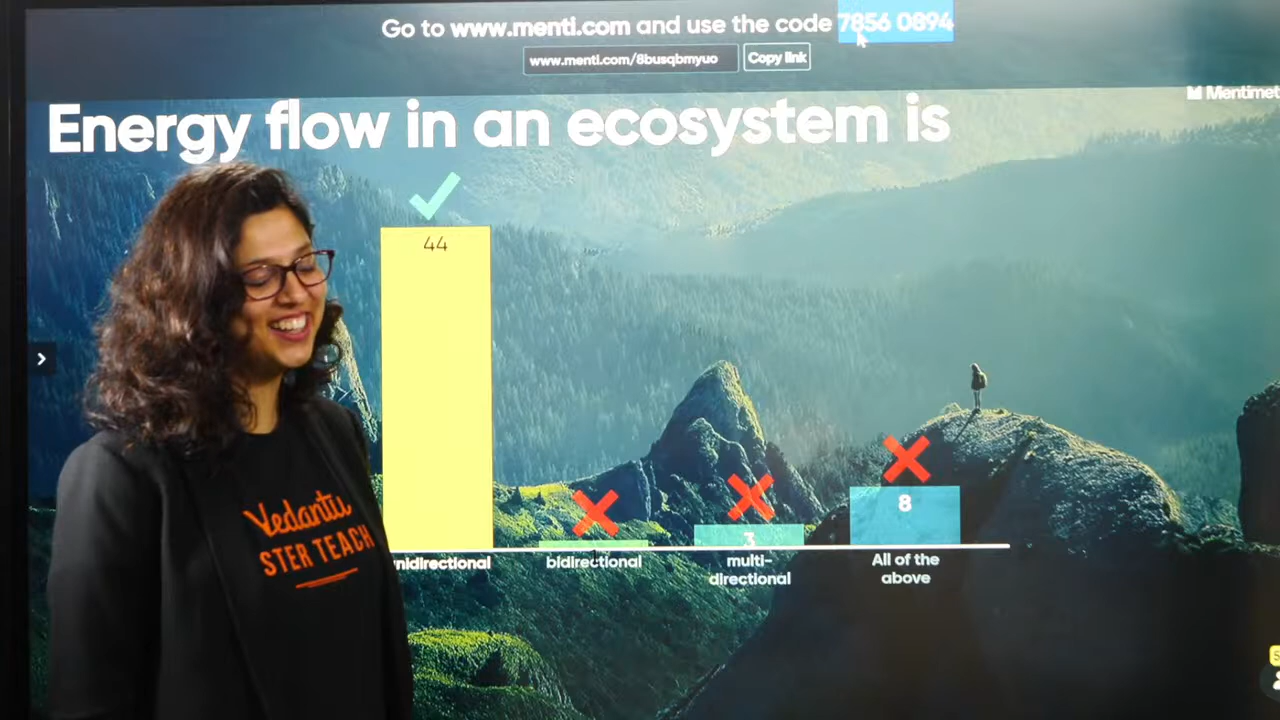 Go to www.menti.com and use the code 7856 0894
www.menti.com/8busqbmyuo
Copy link
Mentimet
Energy flow in an ecosystem is
44
3
8
nidirectional
bidirectional
multi-
directional
All of the
above
Vedantu
STER TEACH